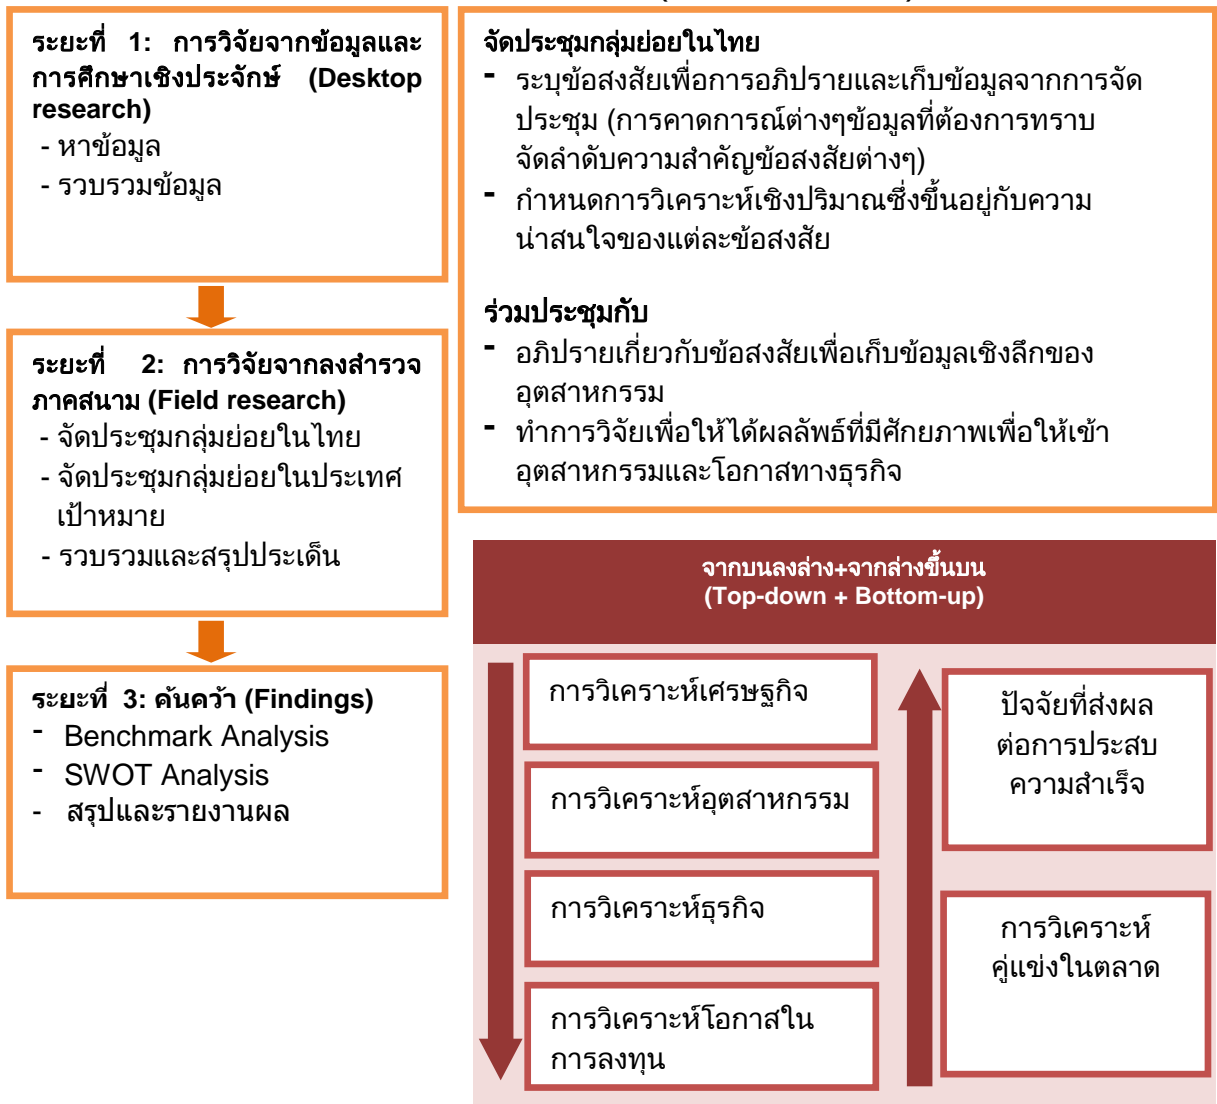 ระยะที่ 1: การวิจัยจากข้อมูลและ
การศึกษาเชิงประจักษ์ (Desktop
research)
- หาข้อมูล
- รวบรวมข้อมูล
ระยะที่ 2: การวิจัยจากลงสำรวจ
ภาคสนาม (Field research)
- จัดประชุมกลุ่มย่อยในไทย
- จัดประชุมกลุ่มย่อยในประเทศ
เป้าหมาย
- รวบรวมและสรุปประเด็น
ระยะที่ 3: ค้นคว้า (Findings)
- Benchmark Analysis
- SWOT Analysis
- สรุปและรายงานผล
จัดประชุมกลุ่มย่อยในไทย
- ระบุข้อสงสัยเพื่อการอภิปรายและเก็บข้อมูลจากการจัด
ประชุม (การคาดการณ์ต่างๆข้อมูลที่ต้องการทราบ
จัดลำดับความสำคัญข้อสงสัยต่างๆ)
- กำหนดการวิเคราะห์เชิงปริมาณซึ่งขึ้นอยู่กับความ
น่าสนใจของแต่ละข้อสงสัย
ร่วมประชุมกับ
- อภิปรายเกี่ยวกับข้อสงสัยเพื่อเก็บข้อมูลเชิงลึกของ
อุตสาหกรรม
- ทำการวิจัยเพื่อให้ได้ผลลัพธ์ที่มีศักยภาพเพื่อให้เข้า
อุตสาหกรรมและโอกาสทางธุรกิจ
จากบนลงล่าง+จากล่างขึ้นบน
(Top-down + Bottom-up)
การวิเคราะห์เศรษฐกิจ
การวิเคราะห์อุตสาหกรรม
การวิเคราะห์ธุรกิจ
การวิเคราะห์โอกาสใน
การลงทุน
ปัจจัยที่ส่งผล
ต่อการประสบ
ความสำเร็จ
การวิเคราะห์
คู่แข่งในตลาด